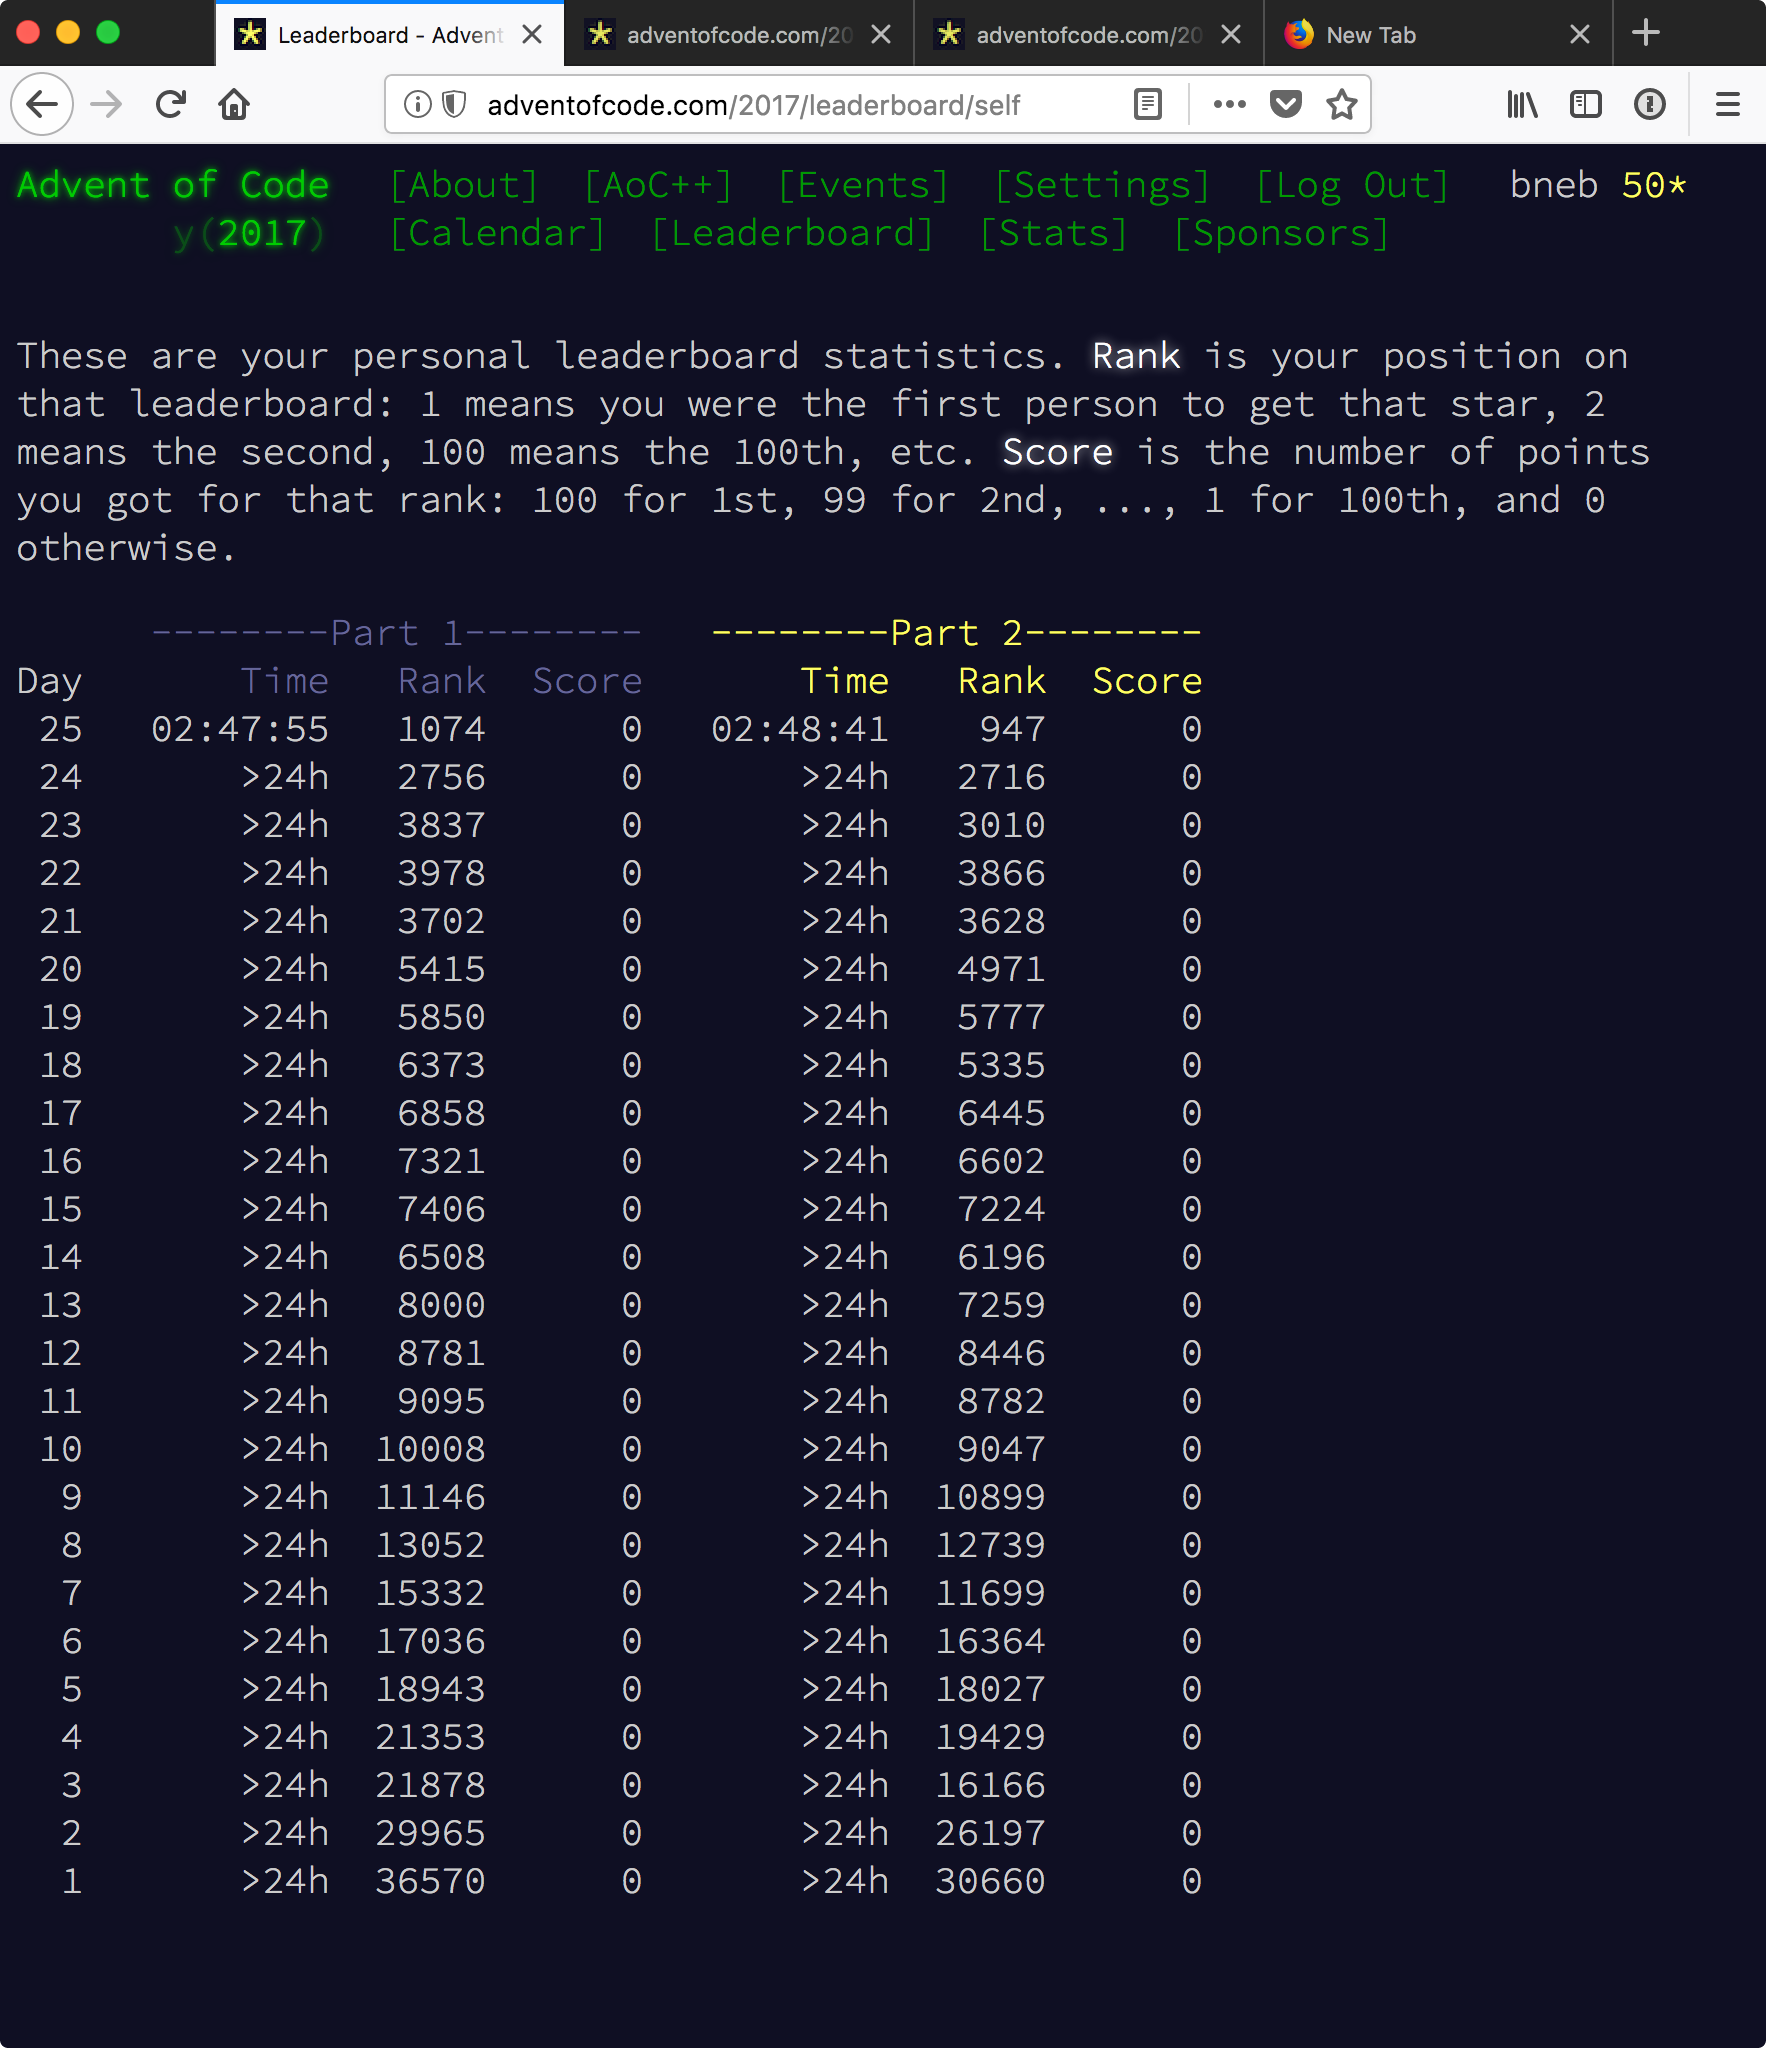 Leaderboard - Advent
adventofcode.com/20
adventofcode.com/20
New Tab
adventofcode.com/2017/leaderboard/self
Advent of Code [About] [AoC++] [Events] [Settings] [Log Out] bneb 50*
y(2017) [Calendar] [Leaderboard] [Stats] [Sponsors]
These are your personal leaderboard statistics. Rank is your position on
that leaderboard: 1 means you were the first person to get that star, 2
means the second, 100 means the 100th, etc. Score is the number of points
you got for that rank: 100 for 1st, 99 for 2nd, ..., 1 for 100th, and 0
otherwise.
--------Part 1-------- --------Part 2--------
Day Time Rank Score Time Rank Score
25 02:47:55 1074 0 02:48:41 947 0
24 >24h 2756 0 >24h 2716 0
23 >24h 3837 0 >24h 3010 0
22 >24h 3978 0 >24h 3866 0
21 >24h 3702 0 >24h 3628 0
20 >24h 5415 0 >24h 4971 0
19 >24h 5850 0 >24h 5777 0
18 >24h 6373 0 >24h 5335 0
17 >24h 6858 0 >24h 6445 0
16 >24h 7321 0 >24h 6602 0
15 >24h 7406 0 >24h 7224 0
14 >24h 6508 0 >24h 6196 0
13 >24h 8000 0 >24h 7259 0
12 >24h 8781 0 >24h 8446 0
11 >24h 9095 0 >24h 8782 0
10 >24h 10008 0 >24h 9047 0
9 >24h 11146 0 >24h 10899 0
8 >24h 13052 0 >24h 12739 0
7 >24h 15332 0 >24h 11699 0
6 >24h 17036 0 >24h 16364 0
5 >24h 18943 0 >24h 18027 0
4 >24h 21353 0 >24h 19429 0
3 >24h 21878 0 >24h 16166 0
2 >24h 29965 0 >24h 26197 0
1 >24h 36570 0 >24h 30660 0